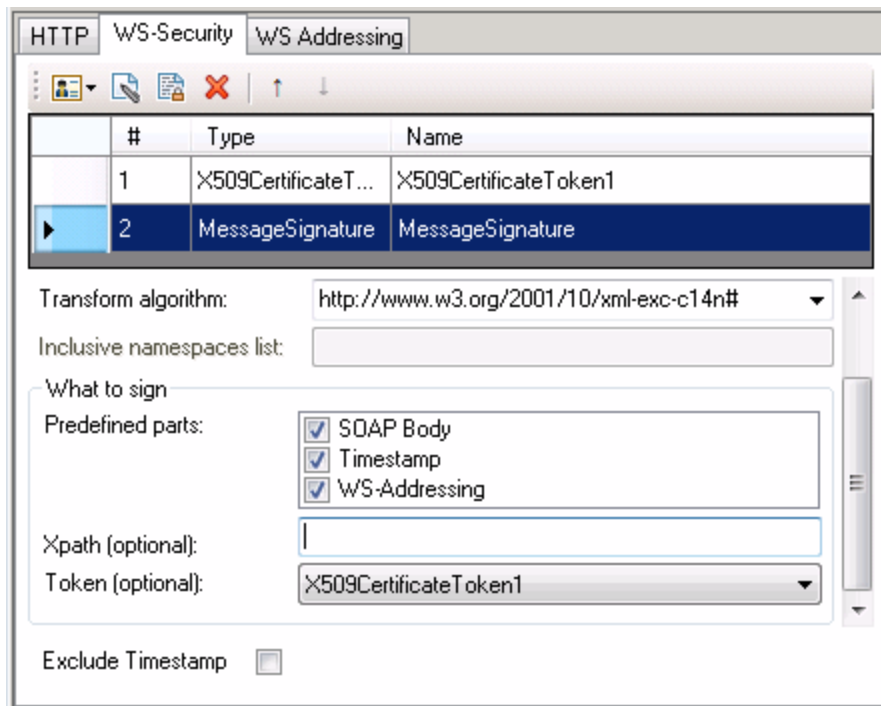 HTTP WS-Security WS Addressing
# Type Name
1 X509CertificateT... X509CertificateToken1
2 MessageSignature MessageSignature
Transform algorithm: http://www.w3.org/2001/10/xml-exc-c14n#
Inclusive namespaces list:
What to sign
Predefined parts: SOAP Body
Timestamp
WS-Addressing
Xpath (optional):
Token (optional): X509CertificateToken1
Exclude Timestamp